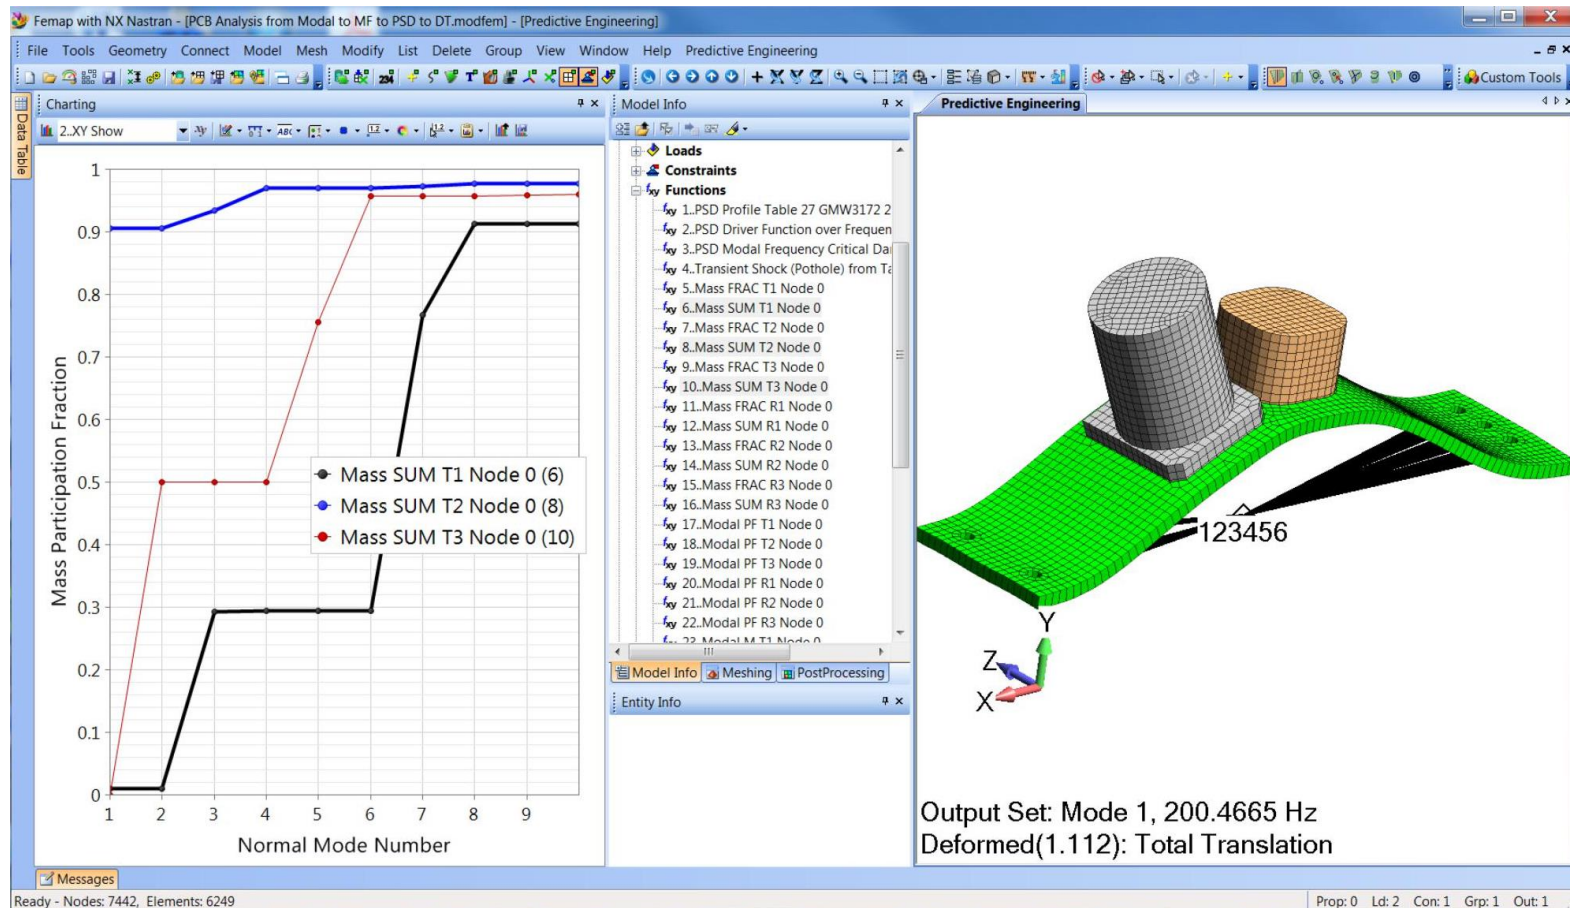 Femap with NX Nastran - [PCB Analysis from Modal to MF to PSD to DT.modfem] - [Predictive Engineering]
File Tools Geometry Connect Model Mesh Modify List Delete Group View Window Help Predictive Engineering
Custom Tools
Data Table
Charting
2..XY Show
1
0.9
0.8
0.7
0.6
0.5
0.4
0.3
0.2
0.1
0
Mass Participation Fraction
Mass SUM T1 Node 0 (6)
Mass SUM T2 Node 0 (8)
Mass SUM T3 Node 0 (10)
1 2 3 4 5 6 7 8 9
Normal Mode Number
Model Info
Loads
Constraints
Functions
1..PSD Profile Table 27 GMW3172 2
2..PSD Driver Function over Frequen
3..PSD Modal Frequency Critical Da
4..Transient Shock (Pothole) from Ta
5..Mass FRAC T1 Node 0
6..Mass SUM T1 Node 0
7..Mass FRAC T2 Node 0
8..Mass SUM T2 Node 0
9..Mass FRAC T3 Node 0
10..Mass SUM T3 Node 0
11..Mass FRAC R1 Node 0
12..Mass SUM R1 Node 0
13..Mass FRAC R2 Node 0
14..Mass SUM R2 Node 0
15..Mass FRAC R3 Node 0
16..Mass SUM R3 Node 0
17..Modal PF T1 Node 0
18..Modal PF T2 Node 0
19..Modal PF T3 Node 0
20..Modal PF R1 Node 0
21..Modal PF R2 Node 0
22..Modal PF R3 Node 0
23..Modal M T1 Node 0
Model Info Meshing PostProcessing
Entity Info
Predictive Engineering
123456
Y
Z
X
Output Set: Mode 1, 200.4665 Hz
Deformed(1.112): Total Translation
Messages
Ready - Nodes: 7442, Elements: 6249
Prop: 0 Ld: 2 Con: 1 Grp: 1 Out: 1